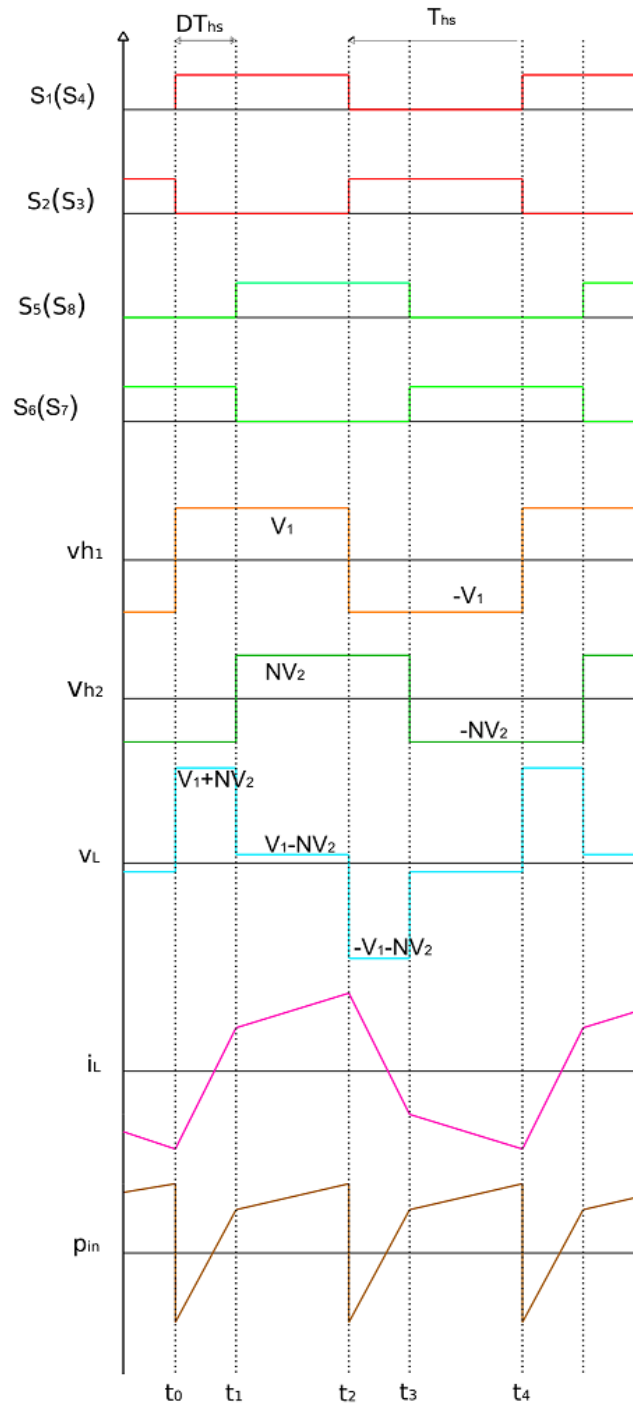 DThs Ths
S1(S4)
S2(S3)
S5(S8)
S6(S7)
vh1
V1
-V1
vh2
NV2
-NV2
V1+NV2
vL
V1-NV2
-V1-NV2
iL
pin
t0 t1 t2 t3 t4